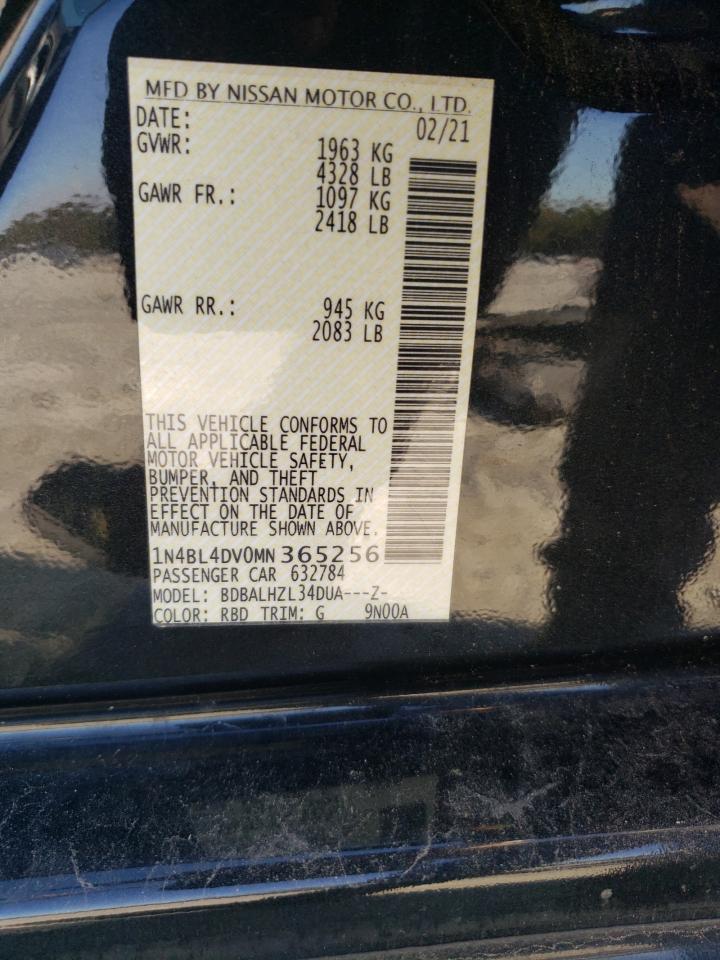 MFD BY NISSAN MOTOR CO., LTD.
DATE: 02/21
GVWR: 1963 KG
4328 LB
GAWR FR.: 1097 KG
2418 LB
GAWR RR.: 945 KG
2083 LB
THIS VEHICLE CONFORMS TO
ALL APPLICABLE FEDERAL
MOTOR VEHICLE SAFETY,
BUMPER, AND THEFT
PREVENTION STANDARDS IN
EFFECT ON THE DATE OF
MANUFACTURE SHOWN ABOVE.
1N4BL4DV0MN365256
PASSENGER CAR 632784
MODEL: BDBALHZL34DUA---Z-
COLOR: RBD TRIM: G 9N00A